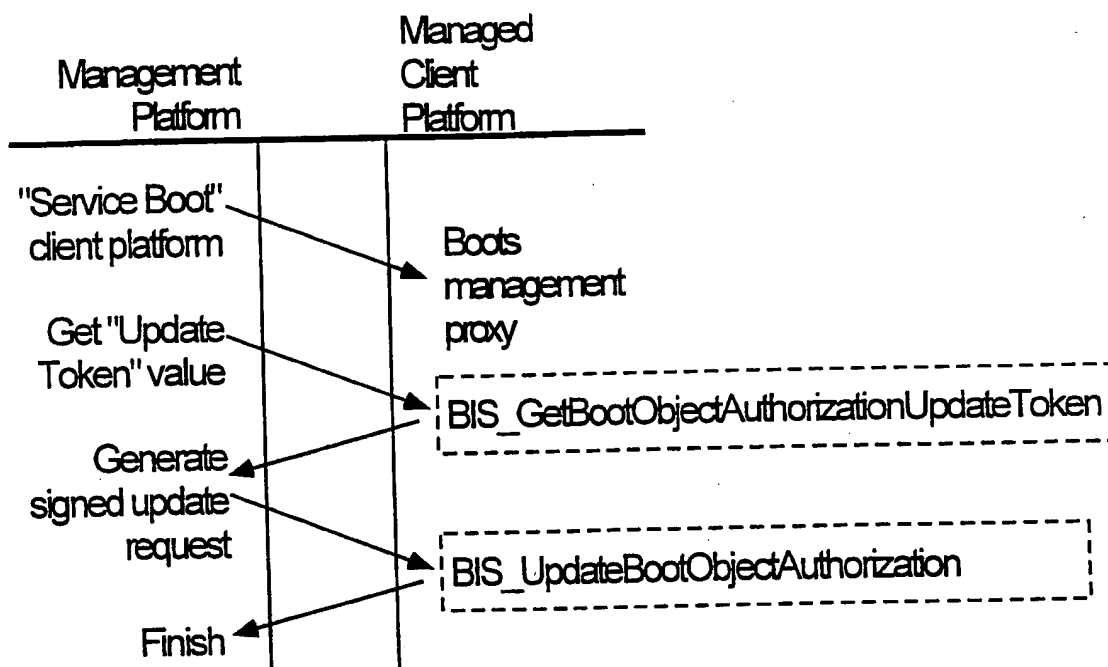 Management
Platform
Managed
Client
Platform
"Service Boot"
client platform
Boots
management
proxy
Get "Update
Token" value
BIS_GetBootObjectAuthorizationUpdateToken
Generate
signed update
request
BIS_UpdateBootObjectAuthorization
Finish